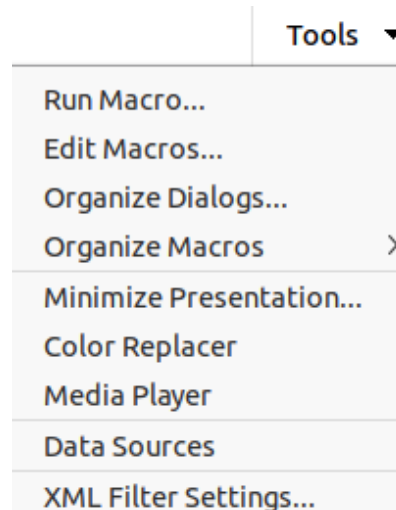 Tools
Run Macro...
Edit Macros...
Organize Dialogs...
Organize Macros
Minimize Presentation...
Color Replacer
Media Player
Data Sources
XML Filter Settings...